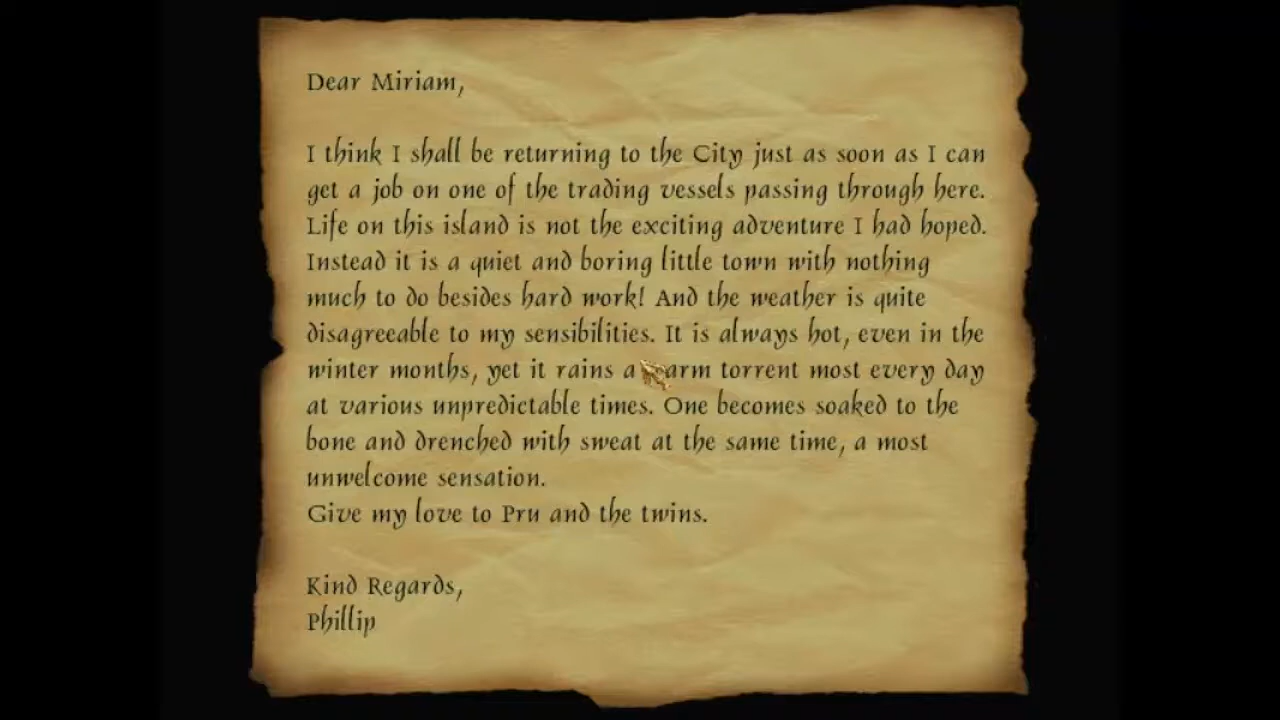 Dear Miriam,
I think I shall be returning to the City just as soon as I can
get a job on one of the trading vessels passing through here.
Life on this island is not the exciting adventure I had hoped.
Instead it is a quiet and boring little town with nothing
much to do besides hard work! And the weather is quite
disagreeable to my sensibilities. It is always hot, even in the
winter months, yet it rains a warm torrent most every day
at various unpredictable times. One becomes soaked to the
bone and drenched with sweat at the same time, a most
unwelcome sensation.
Give my love to Pru and the twins.
Kind Regards,
Phillip